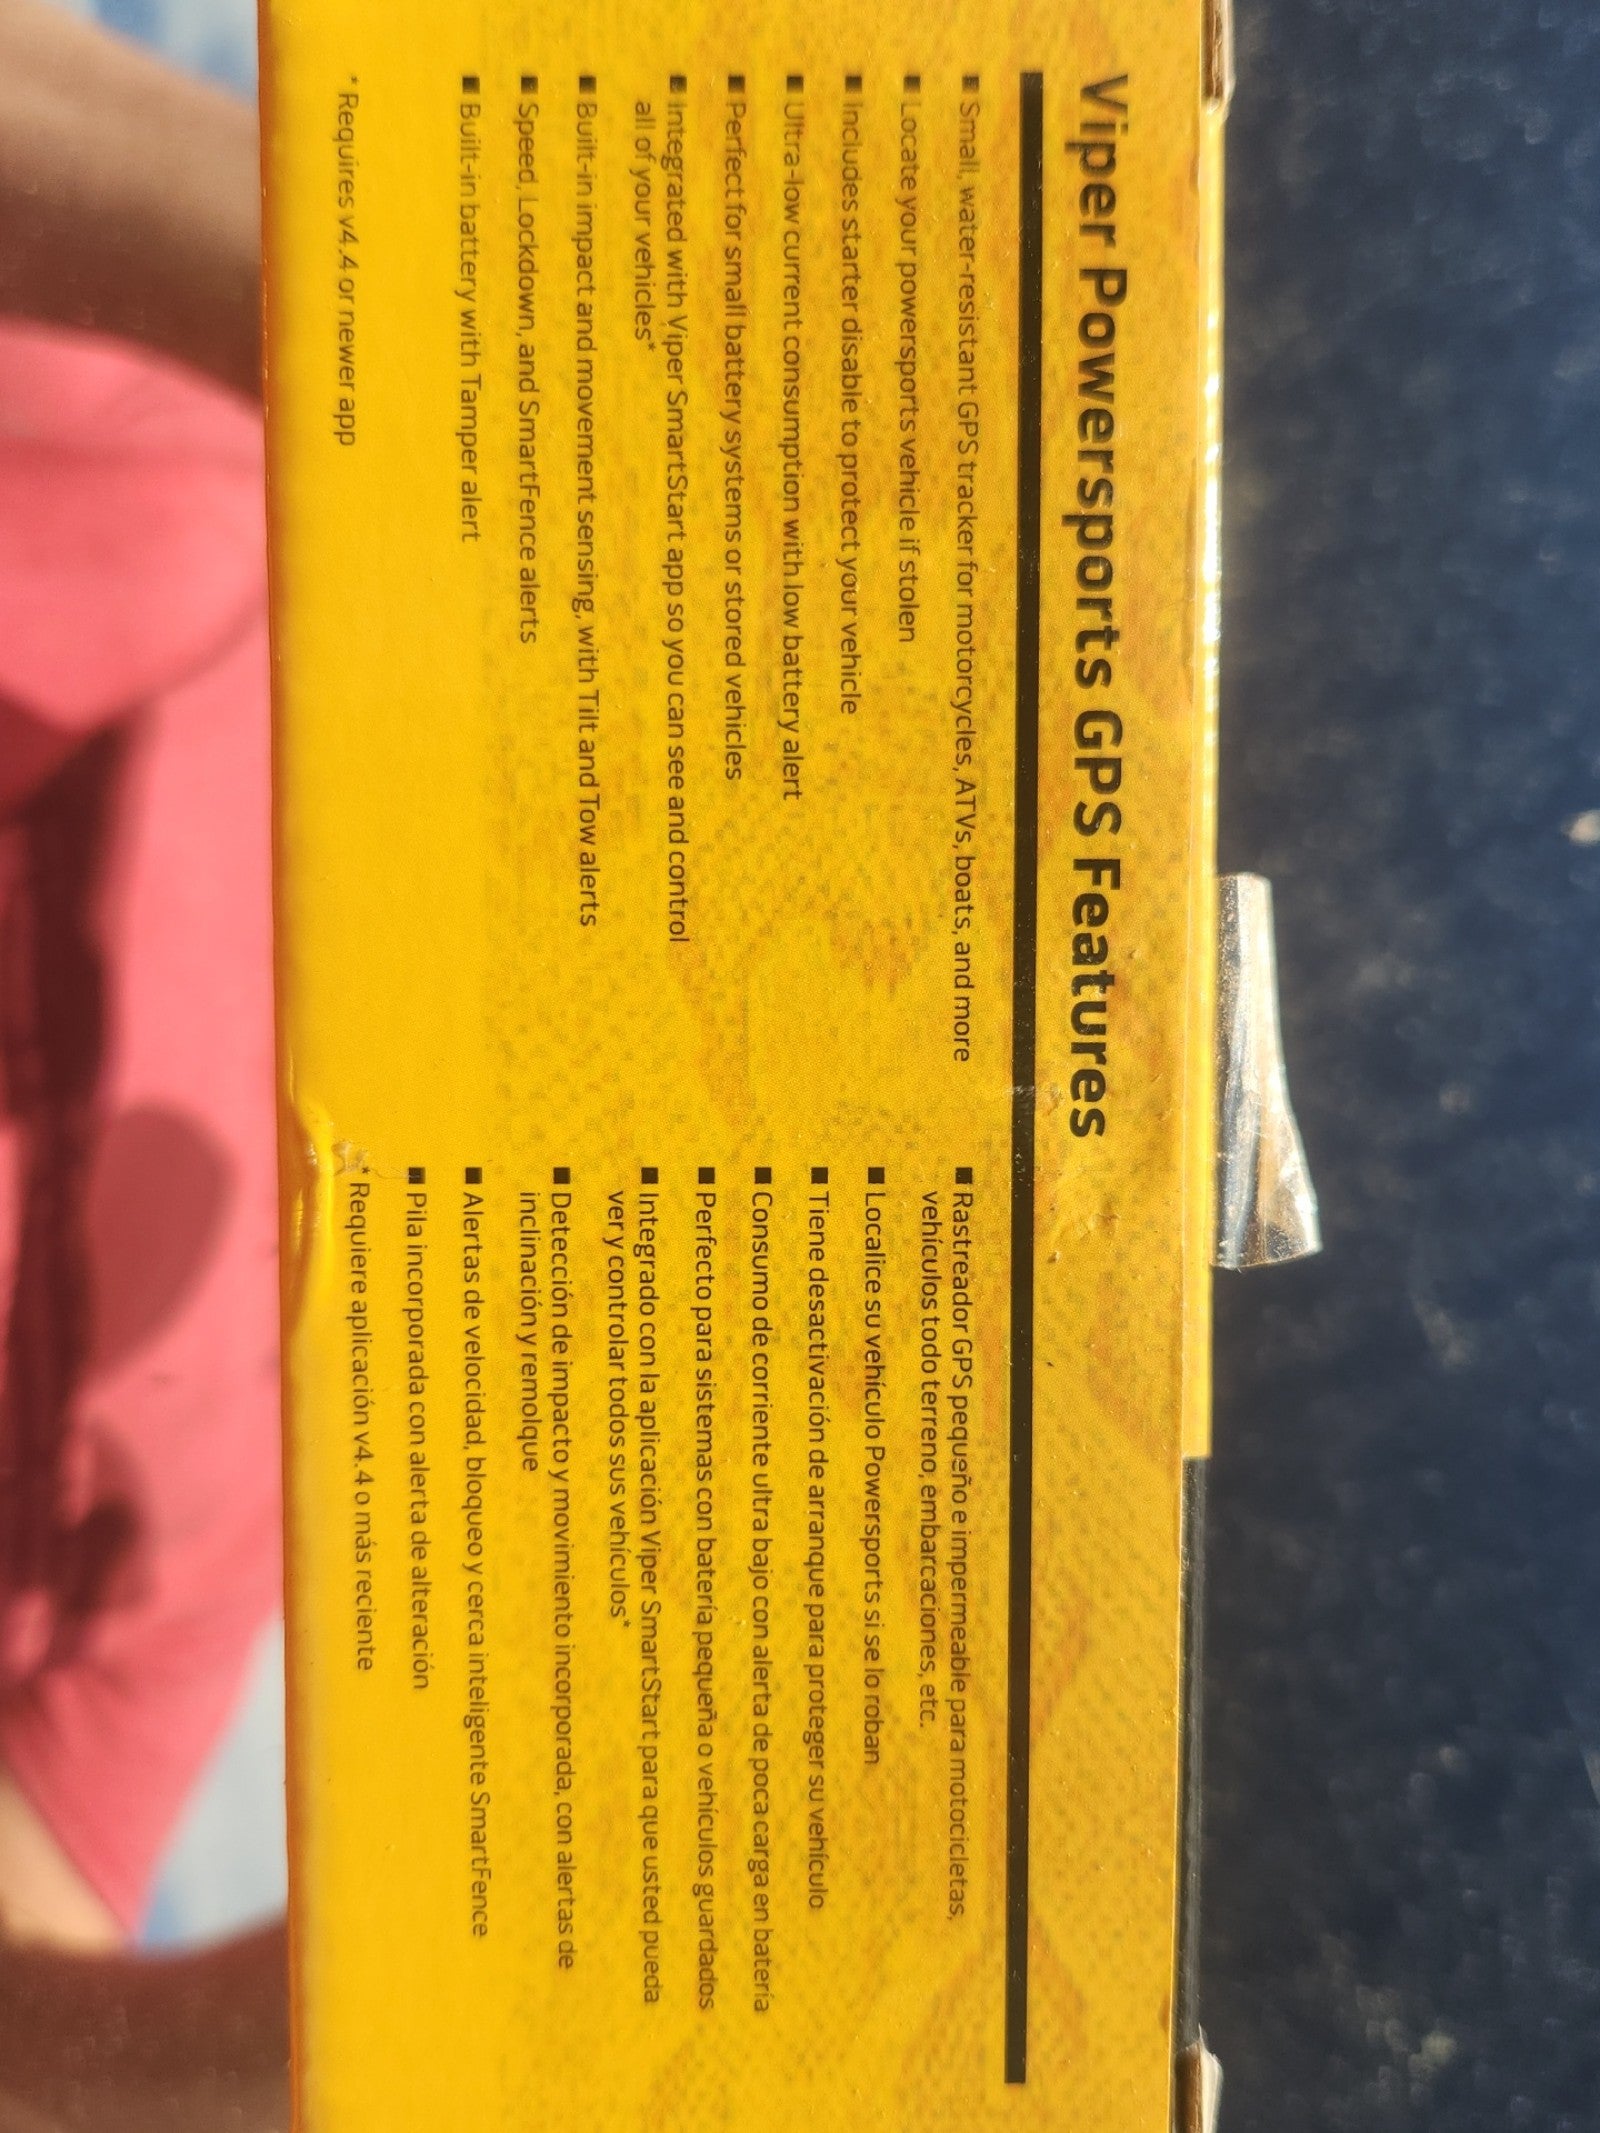 Viper Powersports GPS Features
▪ Small, water-resistant GPS tracker for motorcycles, ATVs, boats, and more
▪ Locate your powersports vehicle if stolen
▪ Includes starter disable to protect your vehicle
▪ Ultra-low current consumption with low battery alert
▪ Perfect for small battery systems or stored vehicles
▪ Integrated with Viper SmartStart app so you can see and control
all of your vehicles*
▪ Built-in impact and movement sensing, with Tilt and Tow alerts
▪ Speed, Lockdown, and SmartFence alerts
▪ Built-in battery with Tamper alert
* Requires v4.4 or newer app
▪ Rastreador GPS pequeño e impermeable para motocicletas,
vehículos todo terreno, embarcaciones, etc.
▪ Localice su vehículo Powersports si se lo roban
▪ Tiene desactivación de arranque para proteger su vehículo
▪ Consumo de corriente ultra bajo con alerta de poca carga en batería
▪ Perfecto para sistemas con batería pequeña o vehículos guardados
▪ Integrado con la aplicación Viper SmartStart para que usted pueda
ver y controlar todos sus vehículos*
▪ Detección de impacto y movimiento incorporada, con alertas de
inclinación y remolque
▪ Alertas de velocidad, bloqueo y cerca inteligente SmartFence
▪ Pila incorporada con alerta de alteración
* Requiere aplicación v4.4 o más reciente